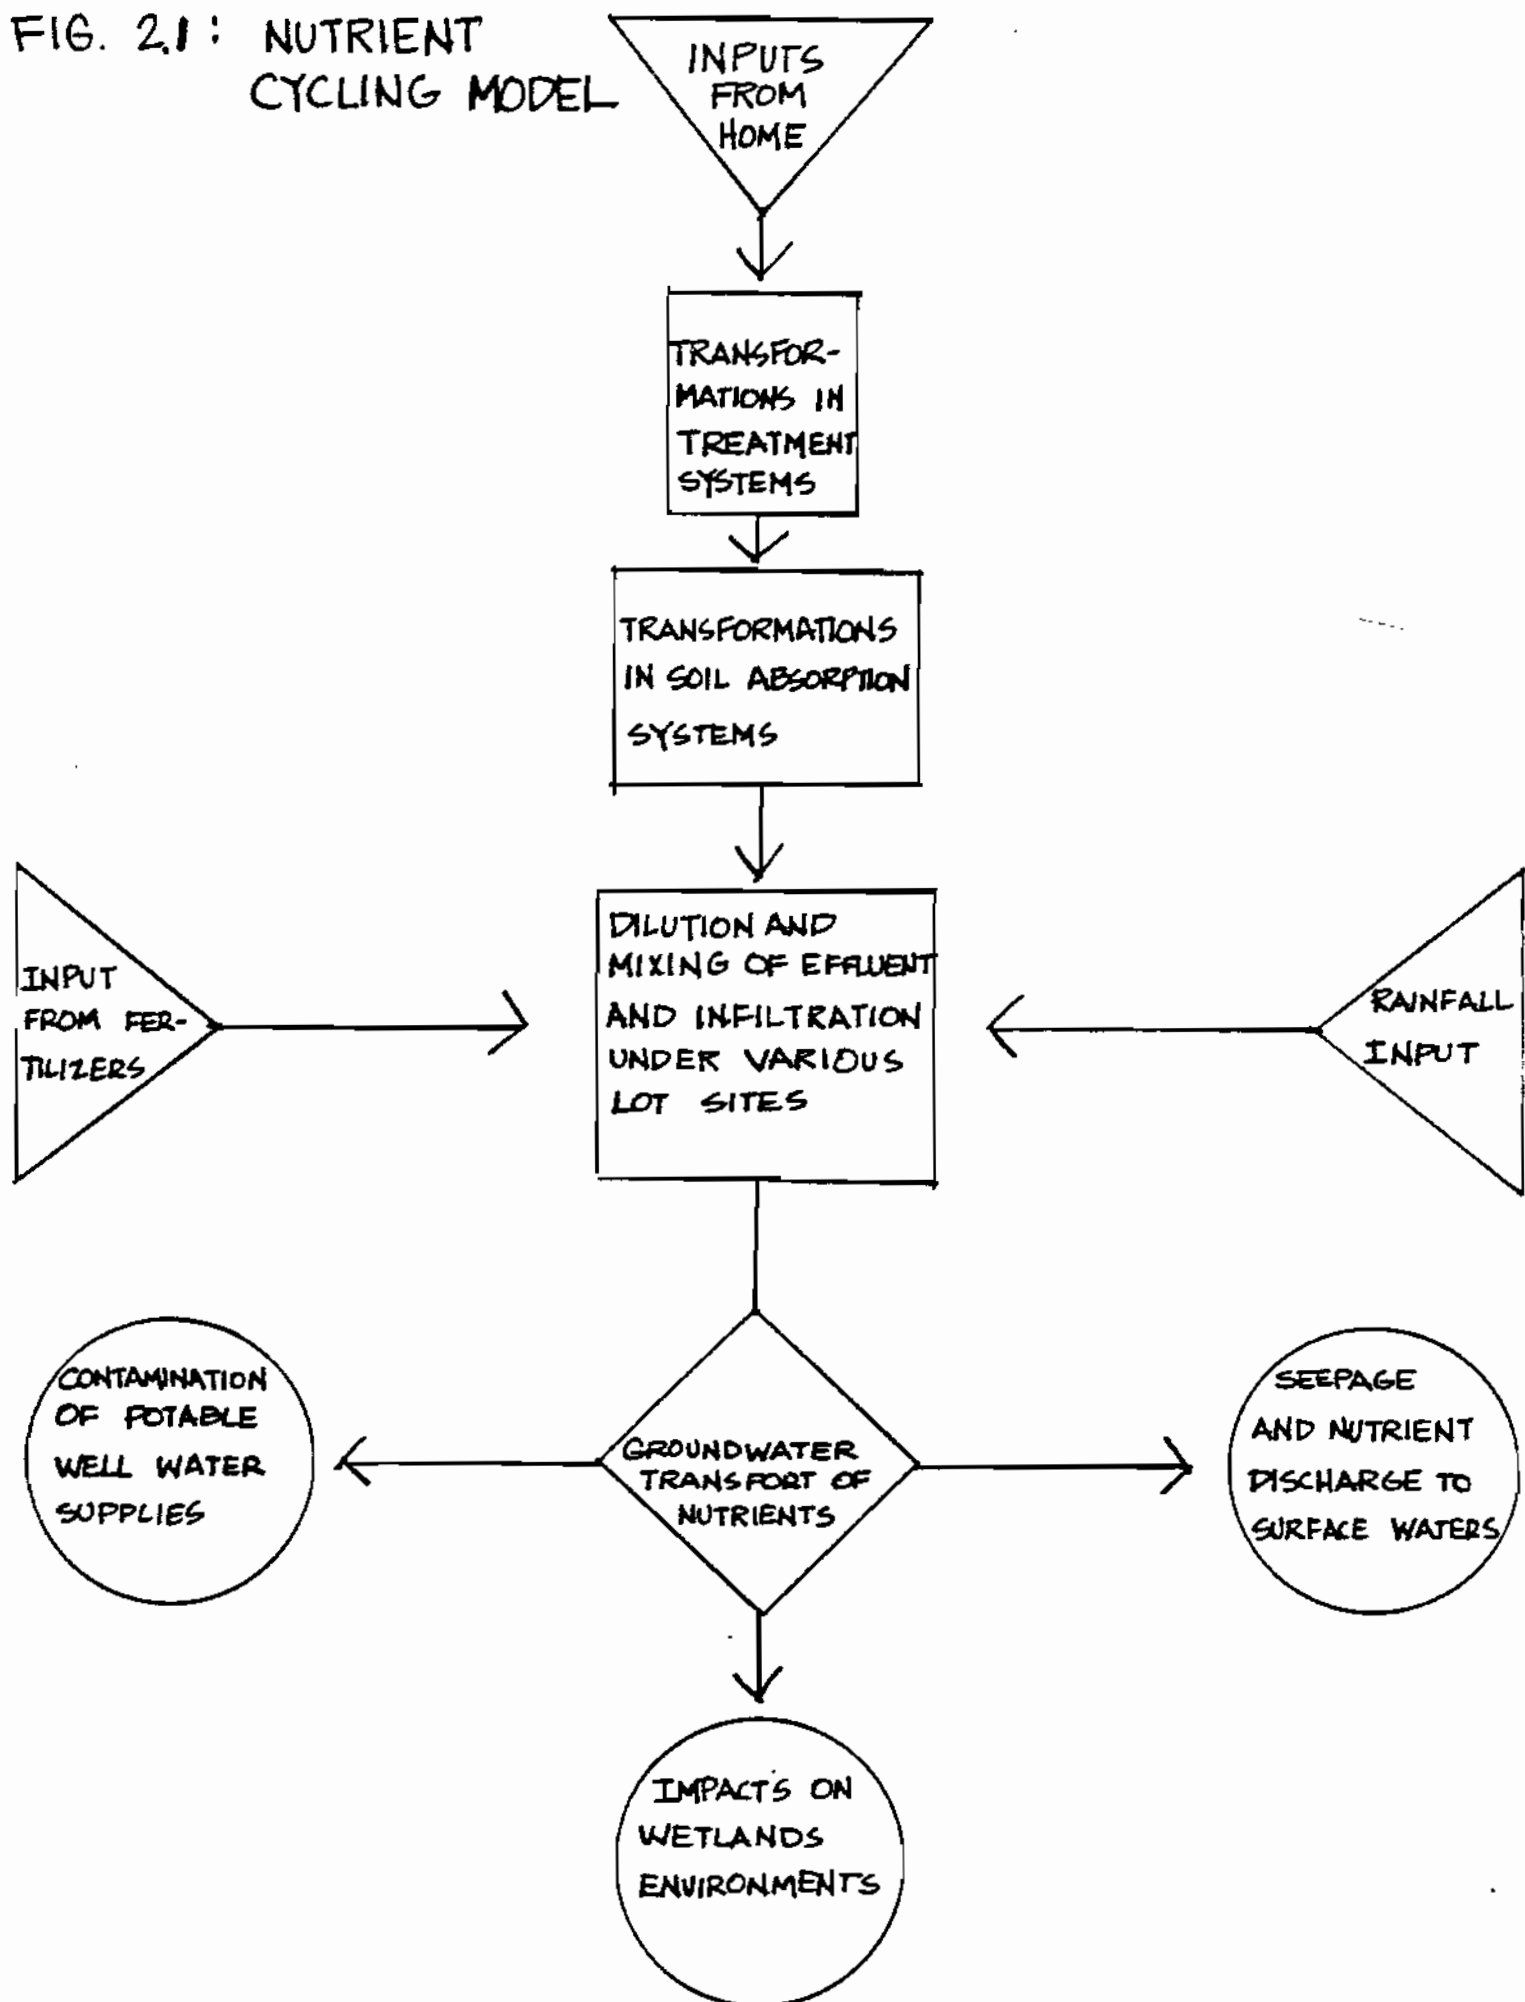 FIG. 2.1: NUTRIENT
CYCLING MODEL
INPUTS
FROM
HOME
TRANSFOR-
MATIONS IN
TREATMENT
SYSTEMS
TRANSFORMATIONS
IN SOIL ABSORPTION
SYSTEMS
INPUT
FROM FER-
TILIZERS
DILUTION AND
MIXING OF EFFLUENT
AND INFILTRATION
UNDER VARIOUS
LOT SITES
RAINFALL
INPUT
CONTAMINATION
OF POTABLE
WELL WATER
SUPPLIES
GROUNDWATER
TRANSPORT OF
NUTRIENTS
SEEPAGE
AND NUTRIENT
DISCHARGE TO
SURFACE WATERS
IMPACTS ON
WETLANDS
ENVIRONMENTS